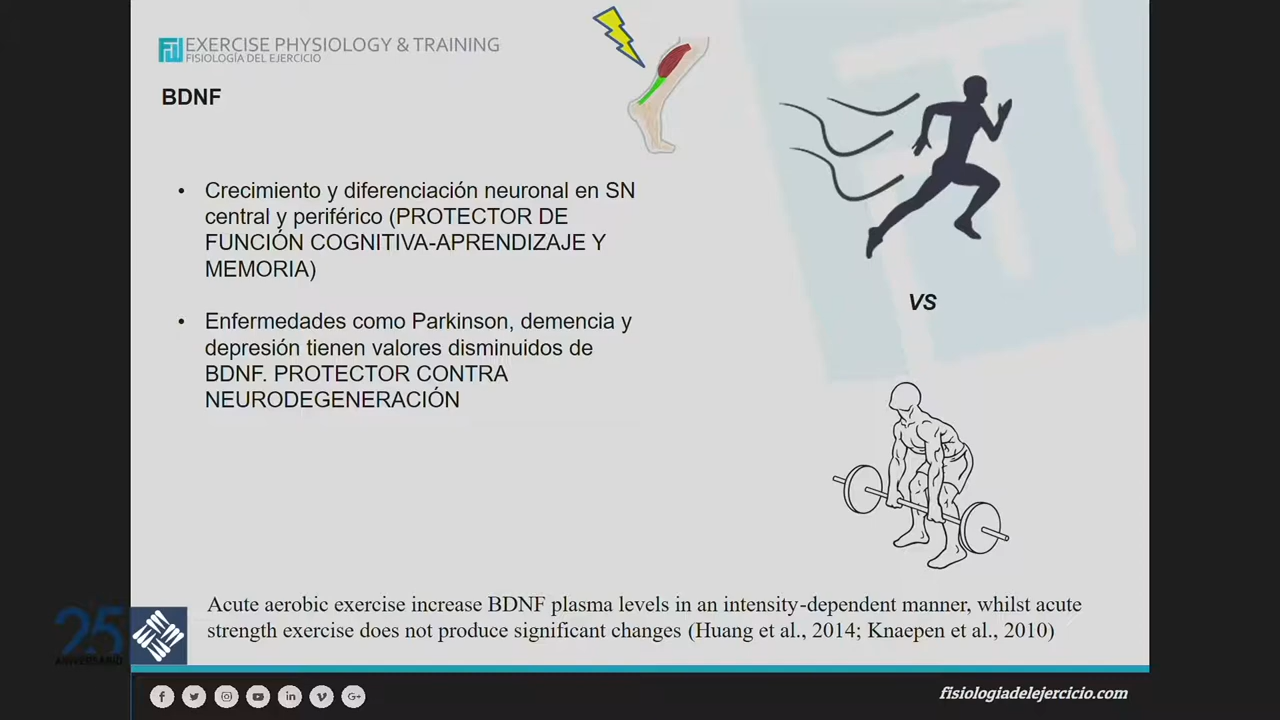 EXERCISE PHYSIOLOGY & TRAINING
FISIOLOGÍA DEL EJERCICIO
BDNF
• Crecimiento y diferenciación neuronal en SN
central y periférico (PROTECTOR DE
FUNCIÓN COGNITIVA-APRENDIZAJE Y
MEMORIA)
• Enfermedades como Parkinson, demencia y
depresión tienen valores disminuidos de
BDNF. PROTECTOR CONTRA
NEURODEGENERACIÓN
VS
Acute aerobic exercise increase BDNF plasma levels in an intensity-dependent manner, whilst acute
strength exercise does not produce significant changes (Huang et al., 2014; Knaepen et al., 2010)
25
ANIVERSARIO
fisiologiadelejercicio.com